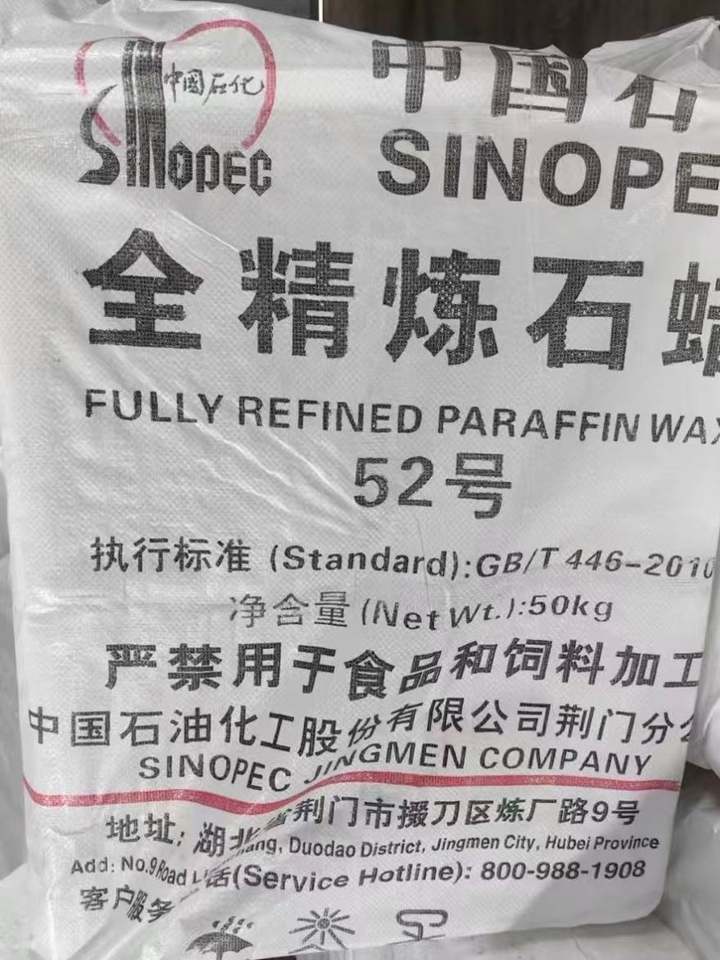 中国石化
SINOPEC
中国石
SINOPE
全精炼石蜡
FULLY REFINED PARAFFIN WAX
52号
执行标准 (Standard):GB/T 446-2010
净含量 (Net Wt.):50kg
严禁用于食品和饲料加工
中国石油化工股份有限公司荆门分公
SINOPEC JINGMEN COMPANY
地址: 湖北省荆门市掇刀区炼厂路9号
Add: No.9 Road Duodao District, Jingmen City, Hubei Province
客户服务 话(Service Hotline): 800-988-1908